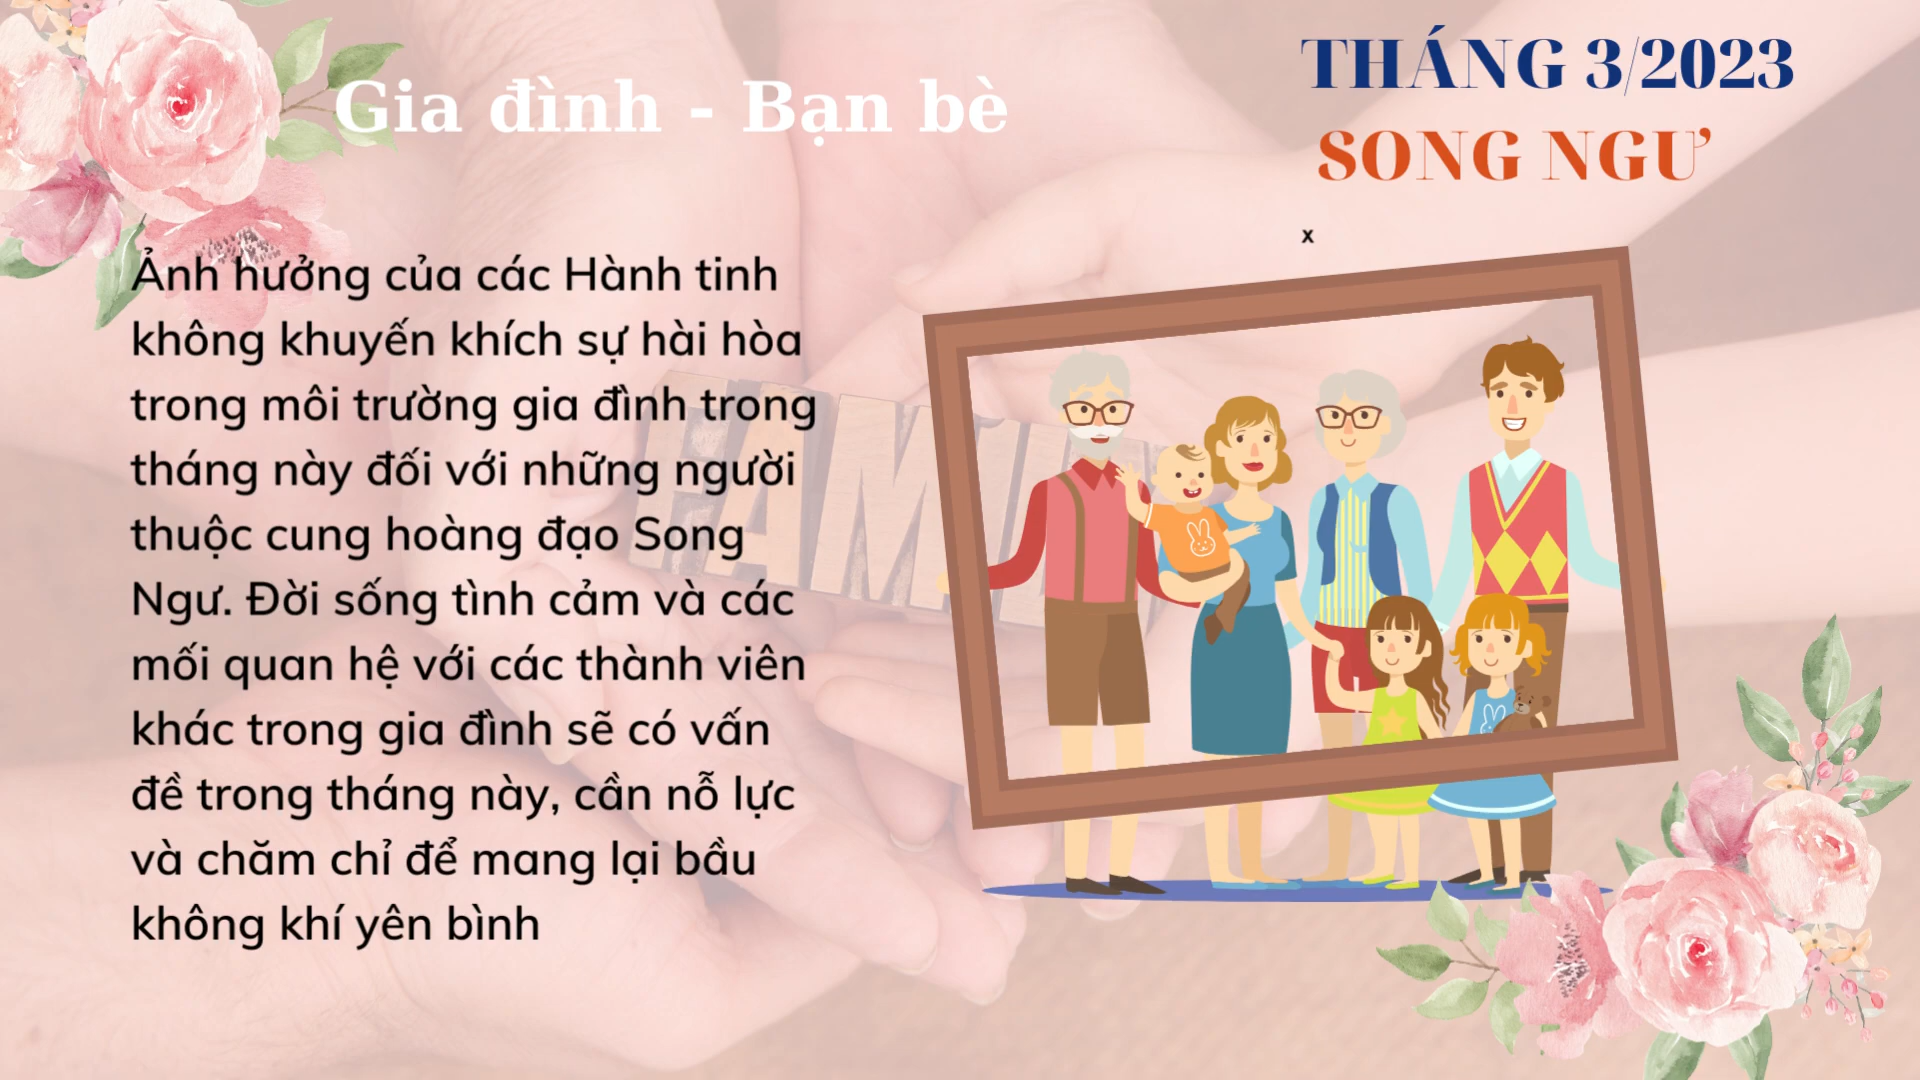 Gia đình - Bạn bè
THÁNG 3/2023
SONG NGƯ
x
Ảnh hưởng của các Hành tinh
không khuyến khích sự hài hòa
trong môi trường gia đình trong
tháng này đối với những người
thuộc cung hoàng đạo Song
Ngư. Đời sống tình cảm và các
mối quan hệ với các thành viên
khác trong gia đình sẽ có vấn
đề trong tháng này, cần nỗ lực
và chăm chỉ để mang lại bầu
không khí yên bình